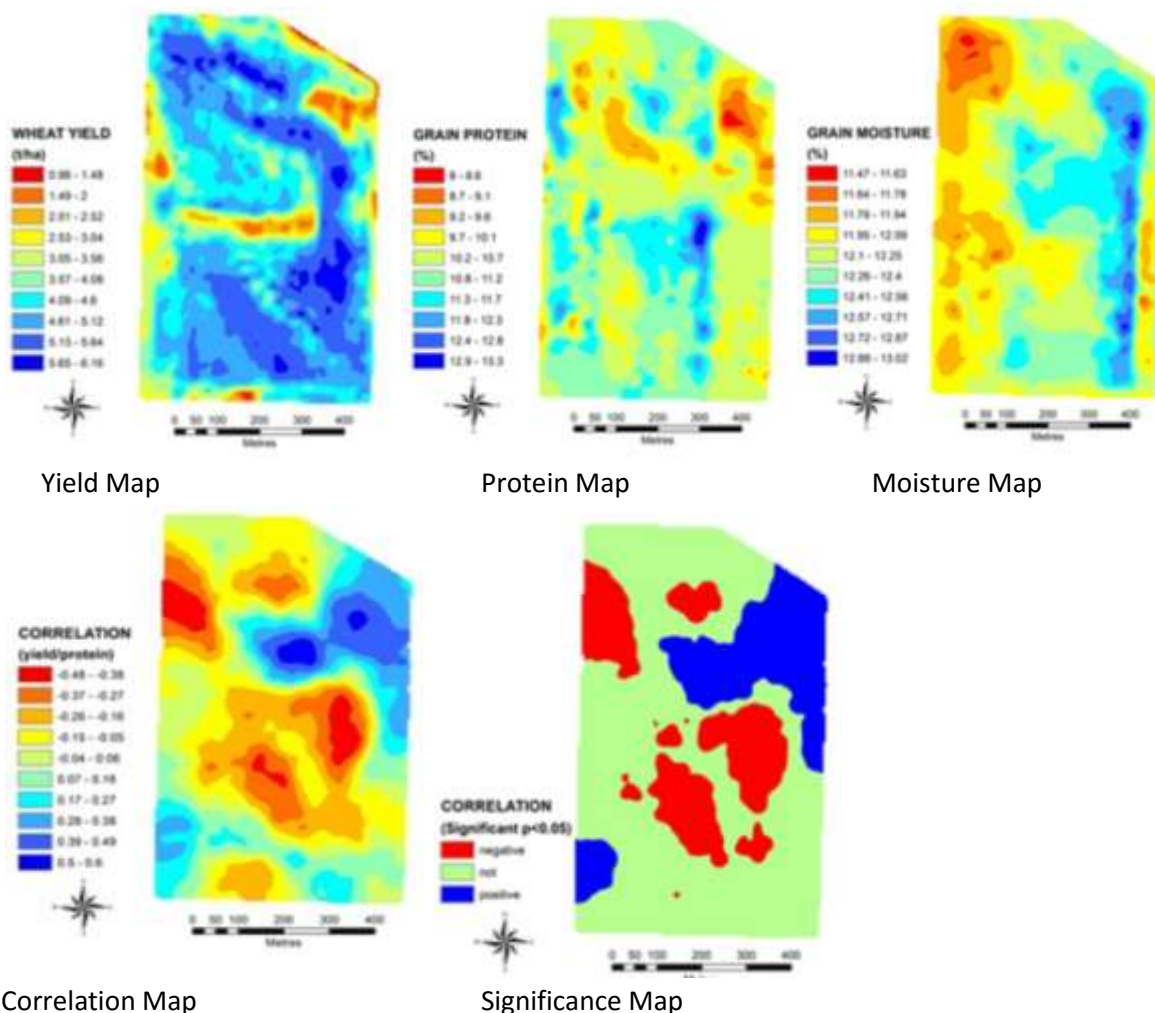 WHEAT YIELD
(t/ha)
0.98 - 1.48
1.49 - 2
2.01 - 2.52
2.53 - 3.04
3.05 - 3.56
3.57 - 4.08
4.09 - 4.6
4.61 - 5.12
5.13 - 5.64
5.65 - 6.16
0 50 100 200 300 400
Metres
GRAIN PROTEIN
(%)
8 - 8.6
8.7 - 9.1
9.2 - 9.6
9.7 - 10.1
10.2 - 10.7
10.8 - 11.2
11.3 - 11.7
11.8 - 12.3
12.4 - 12.8
12.9 - 13.3
0 50 100 200 300 400
Metres
GRAIN MOISTURE
(%)
11.47 - 11.63
11.64 - 11.78
11.79 - 11.94
11.95 - 12.09
12.1 - 12.25
12.26 - 12.4
12.41 - 12.56
12.57 - 12.71
12.72 - 12.87
12.88 - 13.02
0 50 100 200 300 400
Metres
Yield Map
Protein Map
Moisture Map
CORRELATION
(yield/protein)
-0.48 - -0.38
-0.37 - -0.27
-0.26 - -0.16
-0.15 - -0.05
-0.04 - 0.06
0.07 - 0.16
0.17 - 0.27
0.28 - 0.38
0.39 - 0.49
0.5 - 0.6
0 50 100 200 300 400
Metres
CORRELATION
(Significant p<0.05)
negative
not
positive
0 50 100 200 300 400
Correlation Map
Significance Map